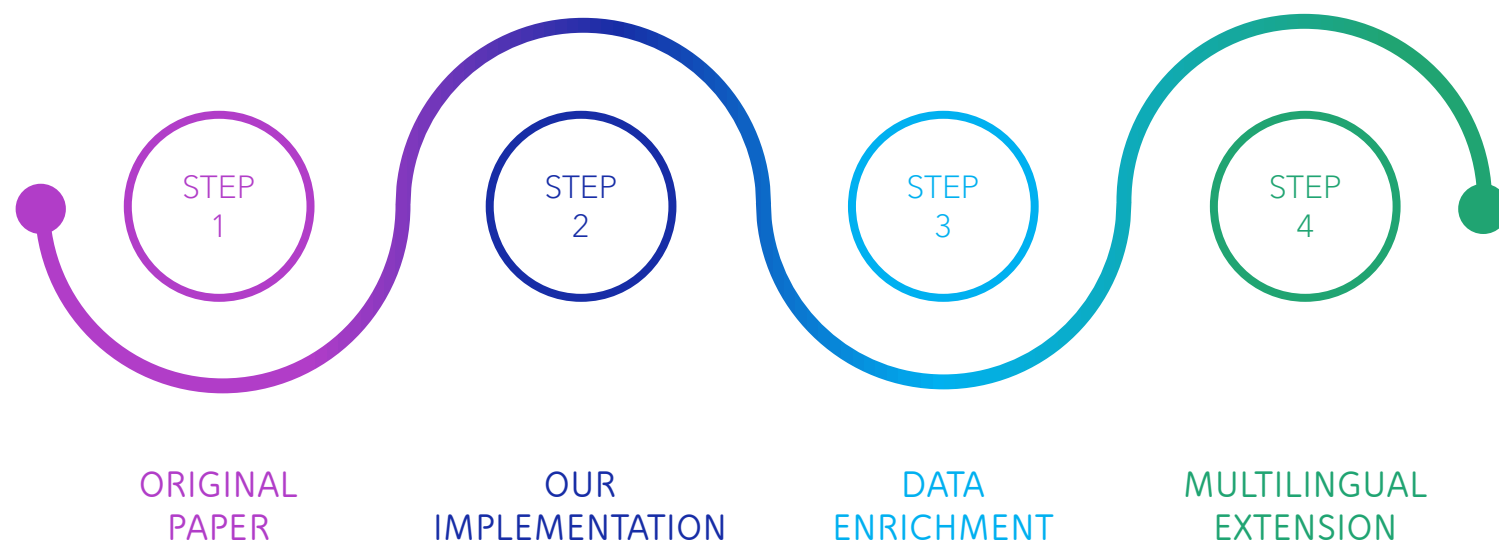 STEP
1
STEP
2
STEP
3
STEP
4
ORIGINAL
PAPER
OUR
IMPLEMENTATION
DATA
ENRICHMENT
MULTILINGUAL
EXTENSION